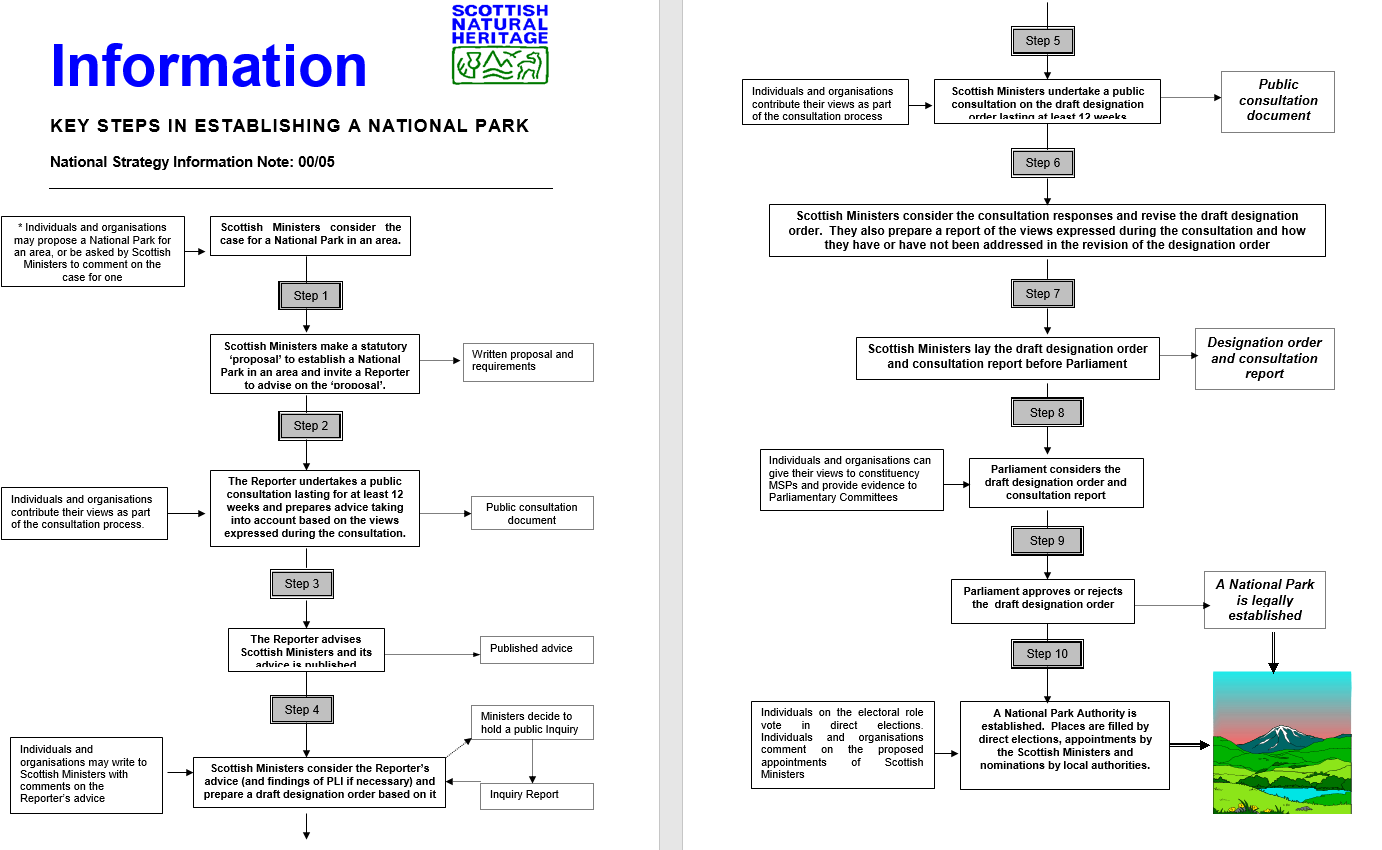 SCOTTISH
NATURAL
HERITAGE
Information
KEY STEPS IN ESTABLISHING A NATIONAL PARK
National Strategy Information Note: 00/05
* Individuals and organisations
may propose a National Park for
an area, or be asked by Scottish
Ministers to comment on the
case for one
Scottish Ministers consider the
case for a National Park in an area.
Step 1
Scottish Ministers make a statutory
‘proposal’ to establish a National
Park in an area and invite a Reporter
to advise on the ‘proposal’.
Written proposal and
requirements
Step 2
Individuals and organisations
contribute their views as part
of the consultation process.
The Reporter undertakes a public
consultation lasting for at least 12
weeks and prepares advice taking
into account based on the views
expressed during the consultation.
Public consultation
document
Step 3
The Reporter advises
Scottish Ministers and its
advice is published
Published advice
Step 4
Ministers decide to
hold a public Inquiry
Individuals and
organisations may write to
Scottish Ministers with
comments on the
Reporter’s advice
Scottish Ministers consider the Reporter’s
advice (and findings of PLI if necessary) and
prepare a draft designation order based on it
Inquiry Report
Step 5
Individuals and organisations
contribute their views as part
of the consultation process
Scottish Ministers undertake a public
consultation on the draft designation
order lasting at least 12 weeks
Public
consultation
document
Step 6
Scottish Ministers consider the consultation responses and revise the draft designation
order. They also prepare a report of the views expressed during the consultation and how
they have or have not been addressed in the revision of the designation order
Step 7
Scottish Ministers lay the draft designation order
and consultation report before Parliament
Designation order
and consultation
report
Step 8
Individuals and organisations can
give their views to constituency
MSPs and provide evidence to
Parliamentary Committees
Parliament considers the
draft designation order and
consultation report
Step 9
Parliament approves or rejects
the draft designation order
A National Park
is legally
established
Step 10
Individuals on the electoral role
vote in direct elections.
Individuals and organisations
comment on the proposed
appointments of Scottish
Ministers
A National Park Authority is
established. Places are filled by
direct elections, appointments by
the Scottish Ministers and
nominations by local authorities.